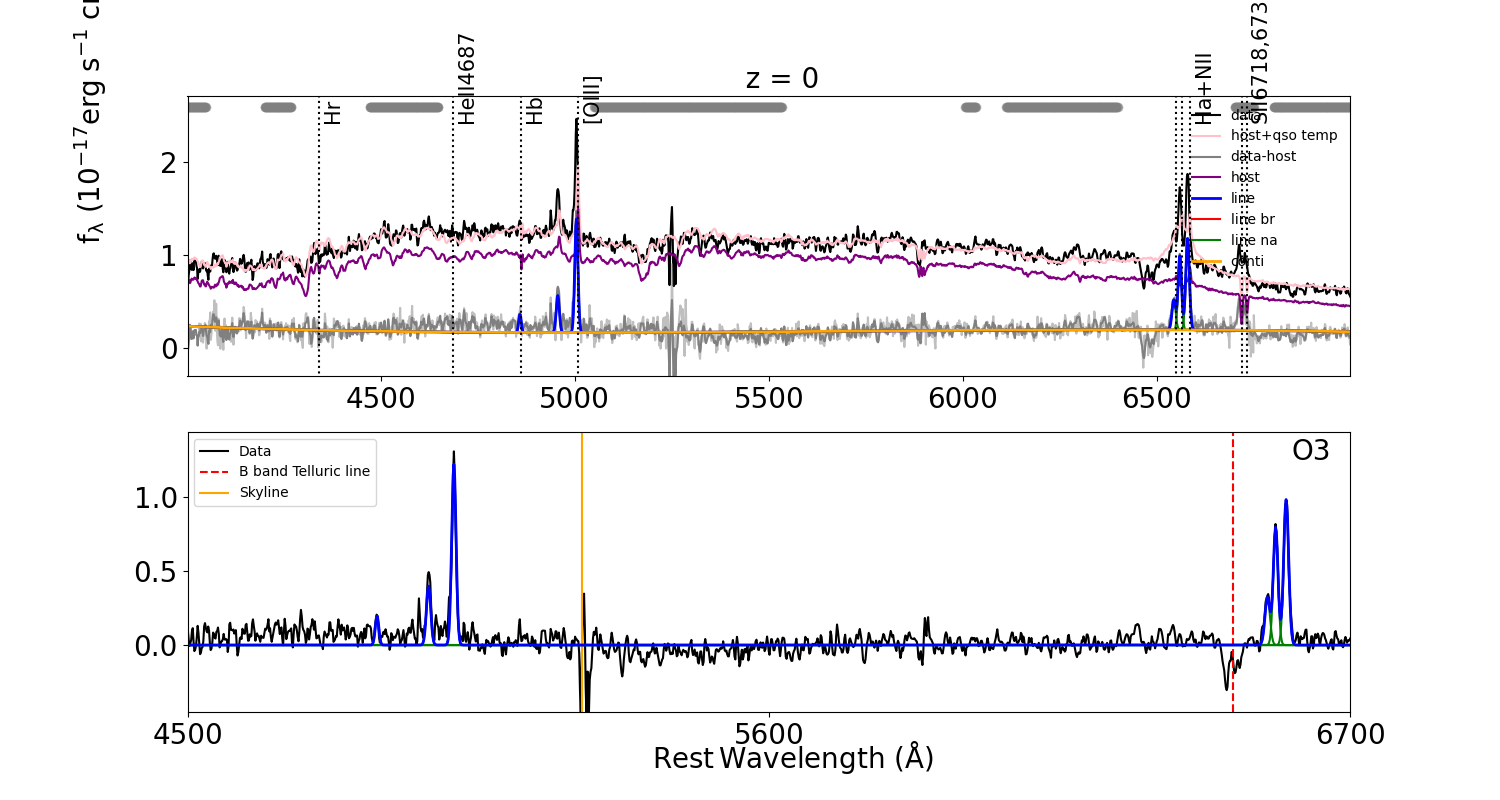 z = 0
f_λ (10^−17 erg s^−1 c
Hr
HeII4687
Hb
[OIII]
Ha+NII
SII6718,673
data
host+qso temp
data-host
host
line
line br
line na
conti
2
1
0
4500 5000 5500 6000 6500
O3
Data
B band Telluric line
Skyline
1.0
0.5
0.0
4500 5600 6700
Rest Wavelength (Å)